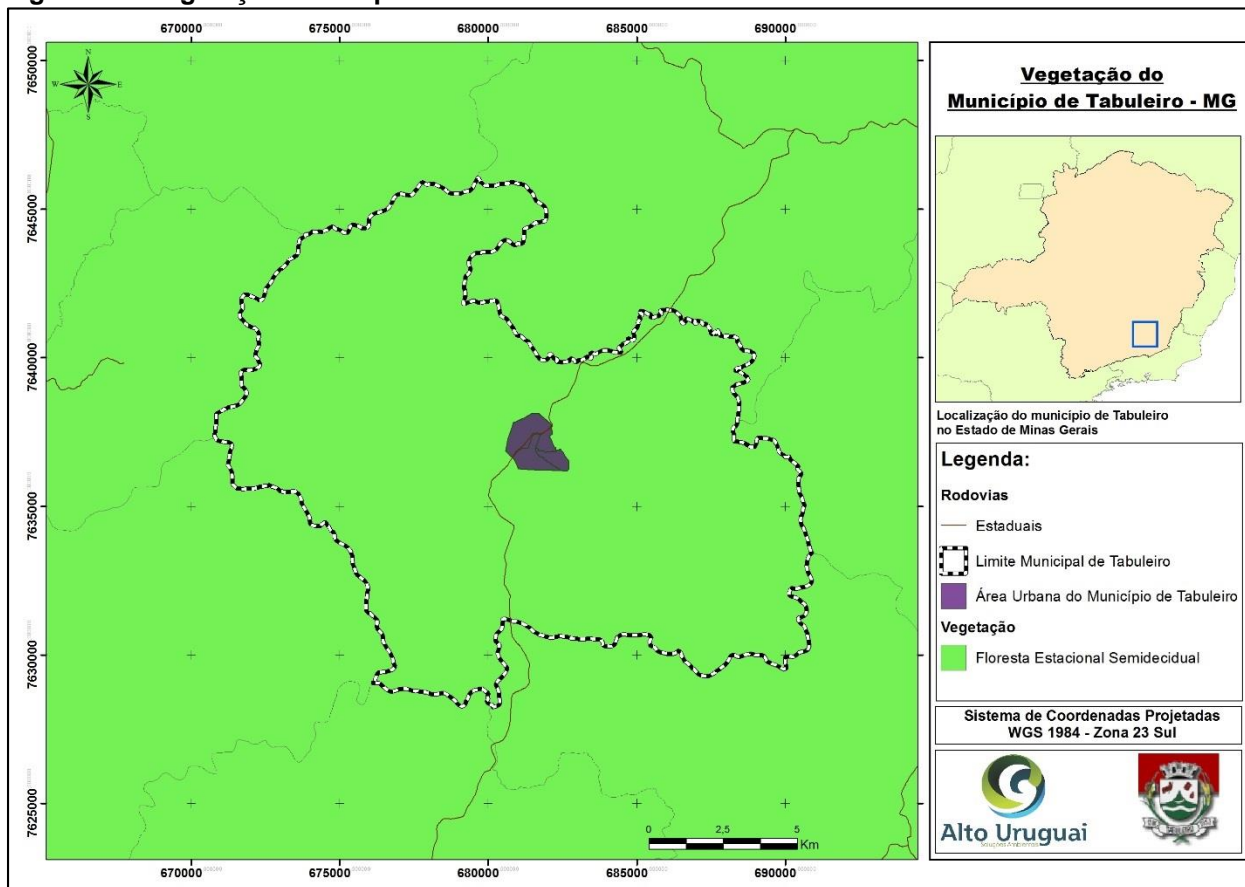 670000 675000 680000 685000 690000
7650000
7645000
7640000
7635000
7630000
7625000
N
W E
S
0 2,5 5
Km
670000 675000 680000 685000 690000
Vegetação do
Município de Tabuleiro - MG
Localização do município de Tabuleiro
no Estado de Minas Gerais
Legenda:
Rodovias
Estaduais
Limite Municipal de Tabuleiro
Área Urbana do Município de Tabuleiro
Vegetação
Floresta Estacional Semidecidual
Sistema de Coordenadas Projetadas
WGS 1984 - Zona 23 Sul
Alto Uruguai
Soluções Ambientais